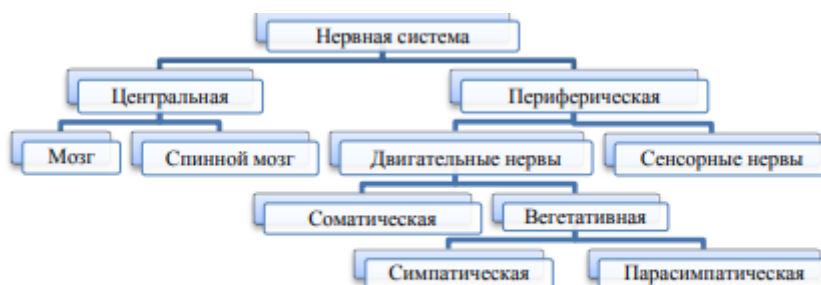 Нервная система
Центральная
Периферическая
Мозг
Спинной мозг
Двигательные нервы
Сенсорные нервы
Соматическая
Вегетативная
Симпатическая
Парасимпатическая